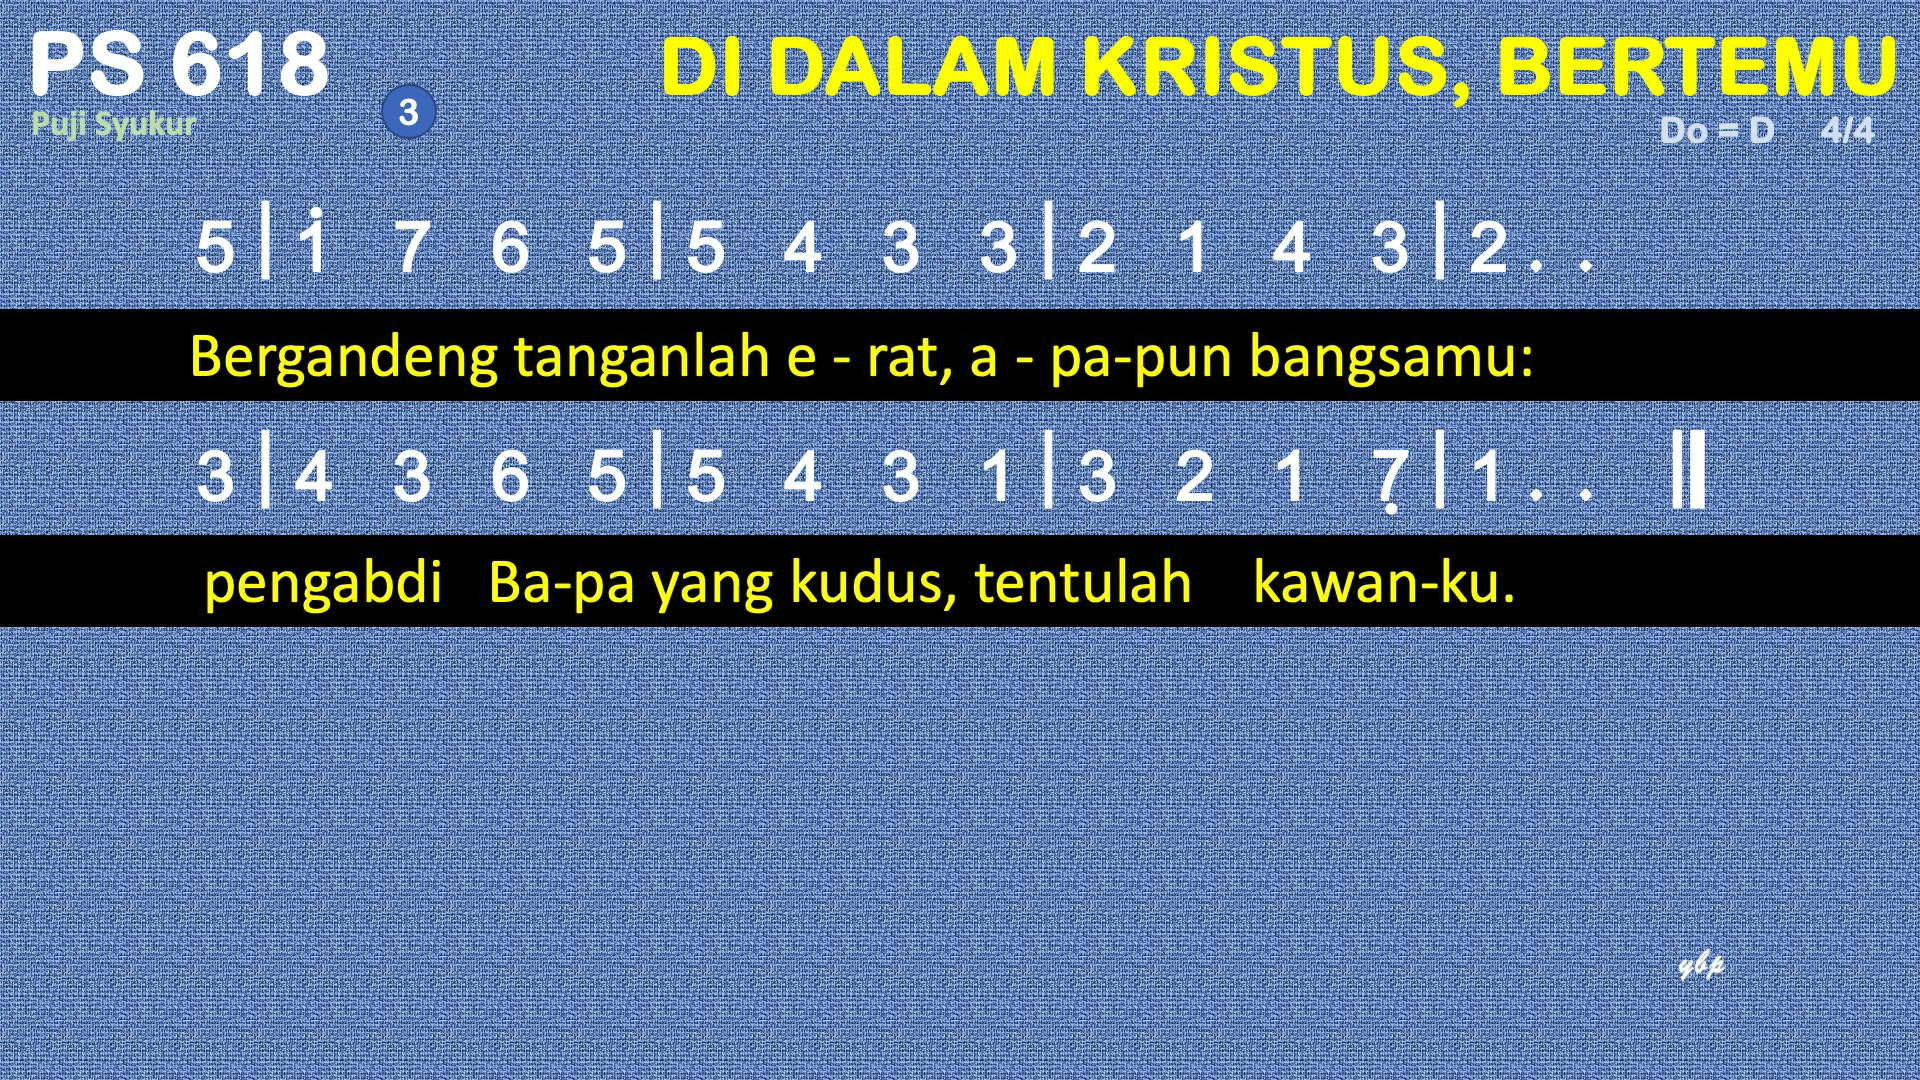 PS 618
DI DALAM KRISTUS, BERTEMU
Puji Syukur
3
Do = D 4/4
5 | 1̇ 7 6 5 | 5 4 3 3 | 2 1 4 3 | 2 . .
Bergandeng tanganlah e - rat, a - pa-pun bangsamu:
3 | 4 3 6 5 | 5 4 3 1 | 3 2 1 7̣ | 1 . . ||
pengabdi Ba-pa yang kudus, tentulah kawan-ku.
ybp